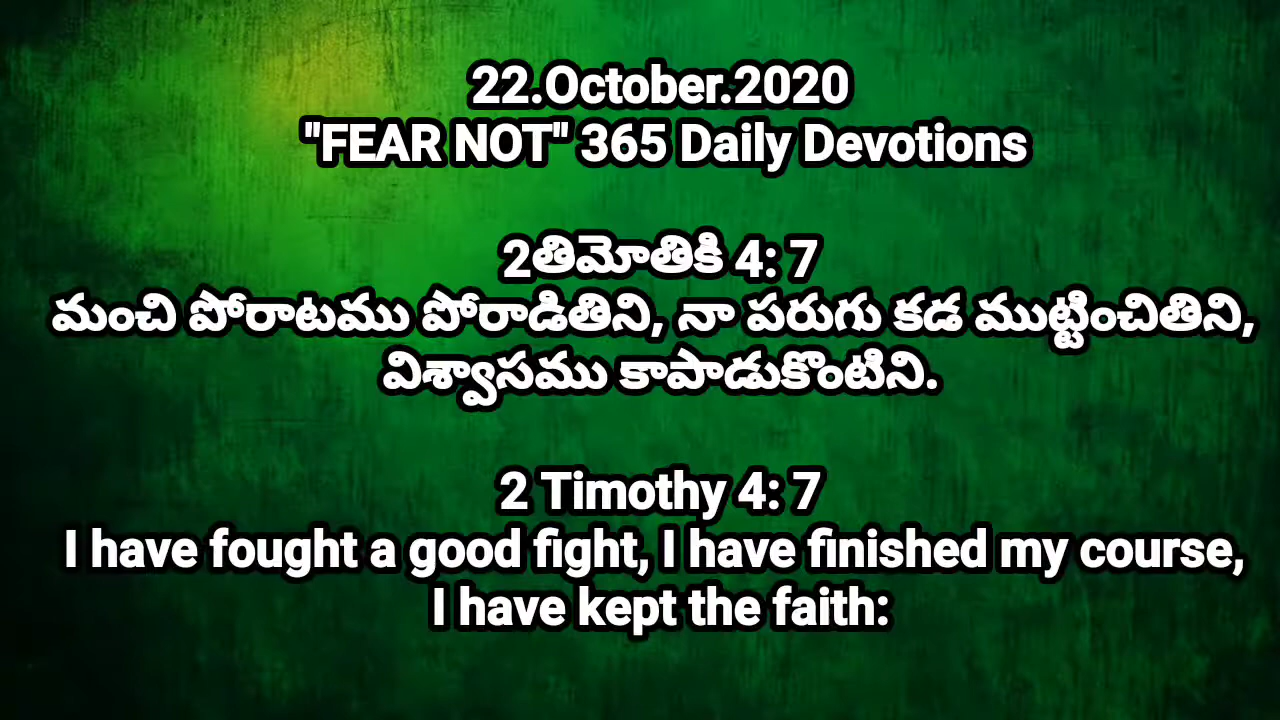 22.October.2020
"FEAR NOT" 365 Daily Devotions
2తిమోతికి 4: 7
మంచి పోరాటము పోరాడితిని, నా పరుగు కడ ముట్టించితిని,
విశ్వాసము కాపాడుకొంటిని.
2 Timothy 4: 7
I have fought a good fight, I have finished my course,
I have kept the faith: